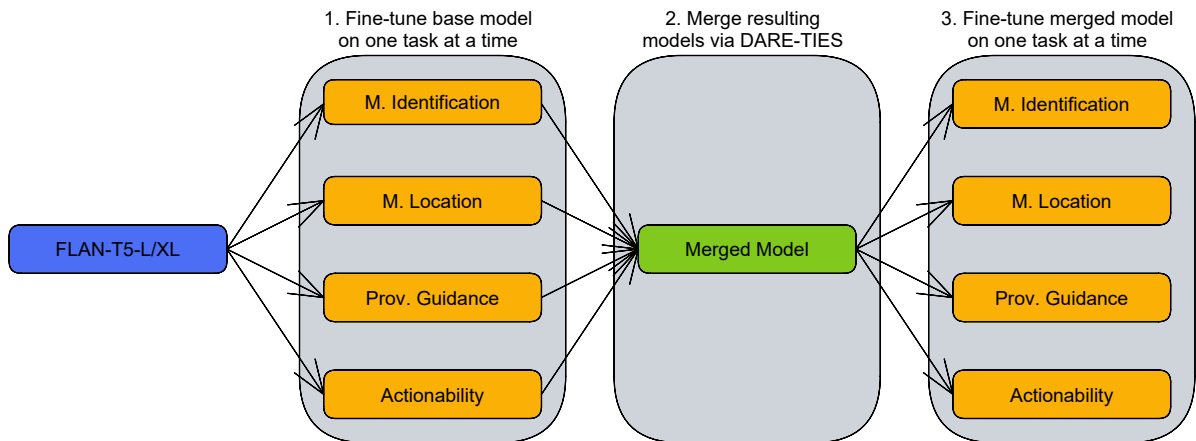 1. Fine-tune base model
on one task at a time
2. Merge resulting
models via DARE-TIES
3. Fine-tune merged model
on one task at a time
FLAN-T5-L/XL
M. Identification
M. Location
Prov. Guidance
Actionability
Merged Model
M. Identification
M. Location
Prov. Guidance
Actionability